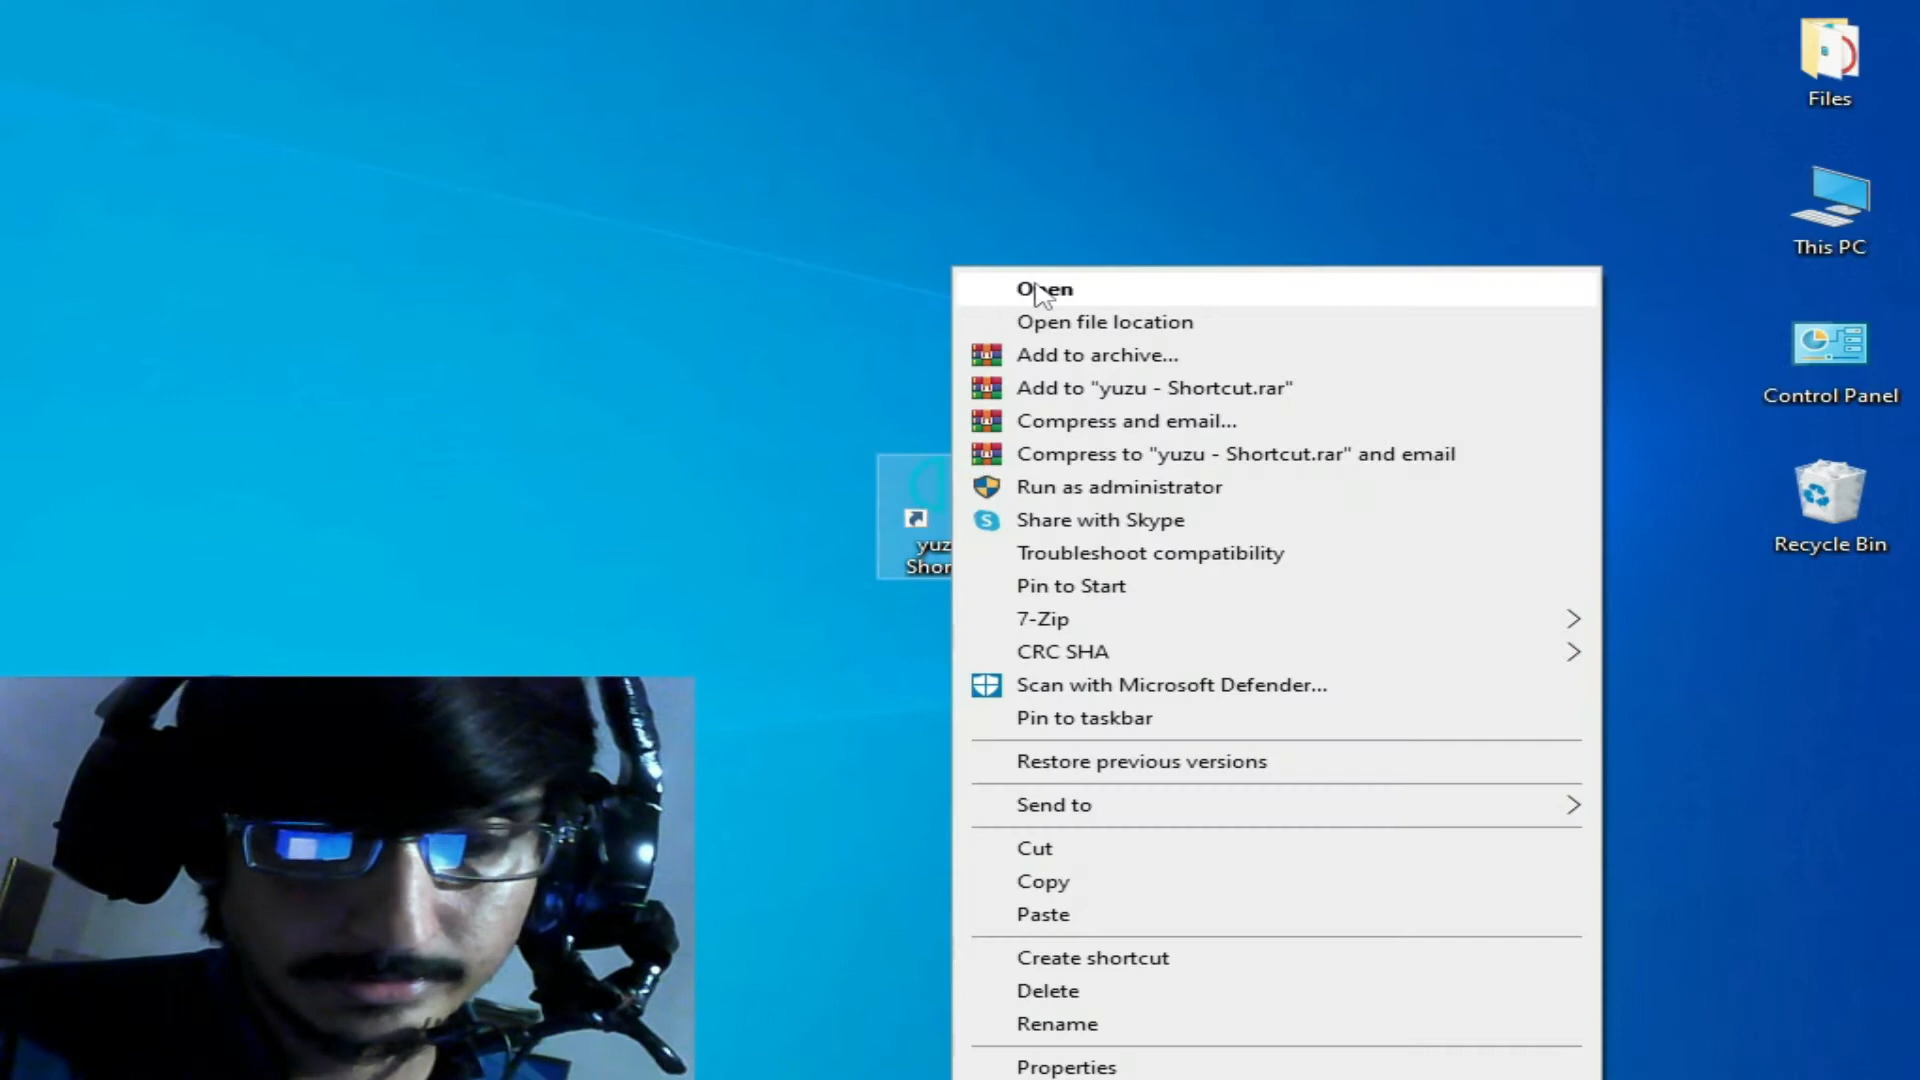 Files
This PC
Control Panel
Recycle Bin
Open
Open file location
Add to archive...
Add to "yuzu - Shortcut.rar"
Compress and email...
Compress to "yuzu - Shortcut.rar" and email
Run as administrator
Share with Skype
Troubleshoot compatibility
Pin to Start
7-Zip
CRC SHA
Scan with Microsoft Defender...
Pin to taskbar
Restore previous versions
Send to
Cut
Copy
Paste
Create shortcut
Delete
Rename
Properties
yuz
Shor